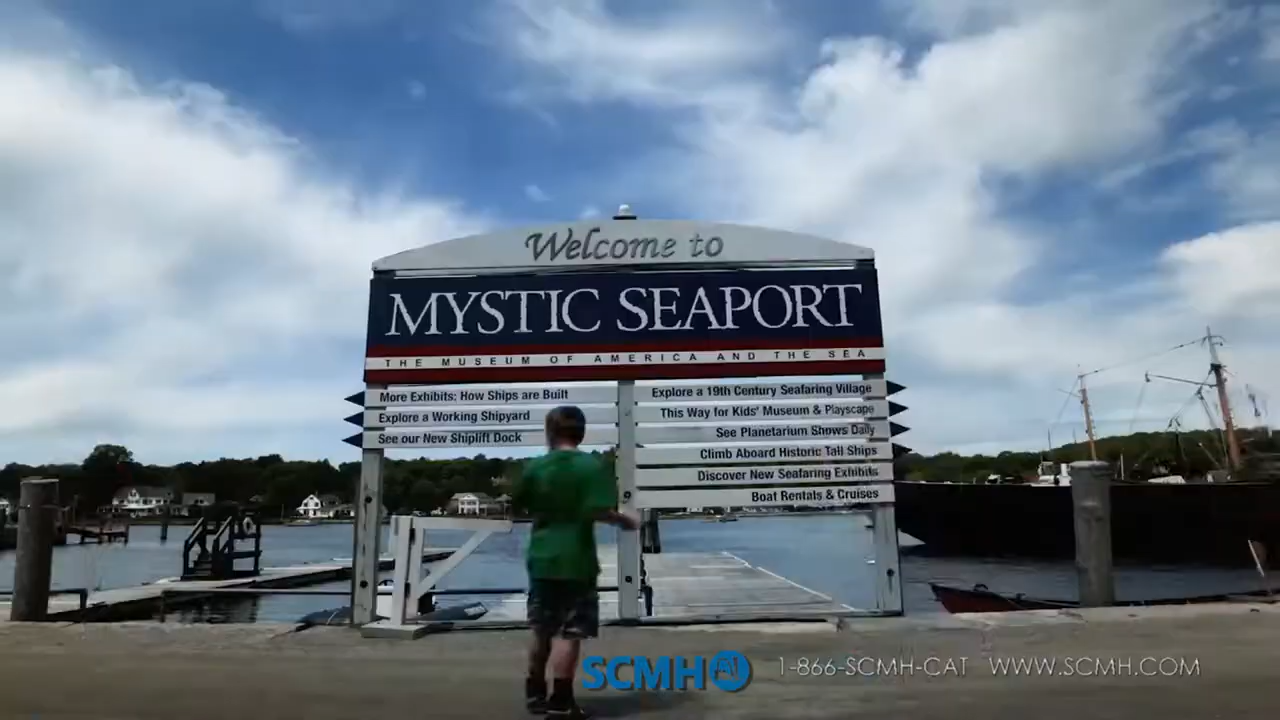 Welcome to
MYSTIC SEAPORT
THE MUSEUM OF AMERICA AND THE SEA
More Exhibits: How Ships are Built
Explore a Working Shipyard
See our New Shiplift Dock
Explore a 19th Century Seafaring Village
This Way for Kids' Museum & Playscape
See Planetarium Shows Daily
Climb Aboard Historic Tall Ships
Discover New Seafaring Exhibits
Boat Rentals & Cruises
SCMH
1-866-SCMH-CAT WWW.SCMH.COM